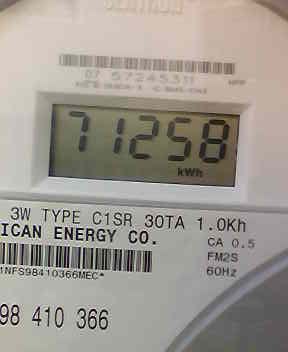 SENTRON
07 57245311
71258
kWh
3W TYPE C1SR 30TA 1.0Kh
ICAN ENERGY CO.
CA 0.5
FM2S
60Hz
1NFS98410366MEC*
98 410 366